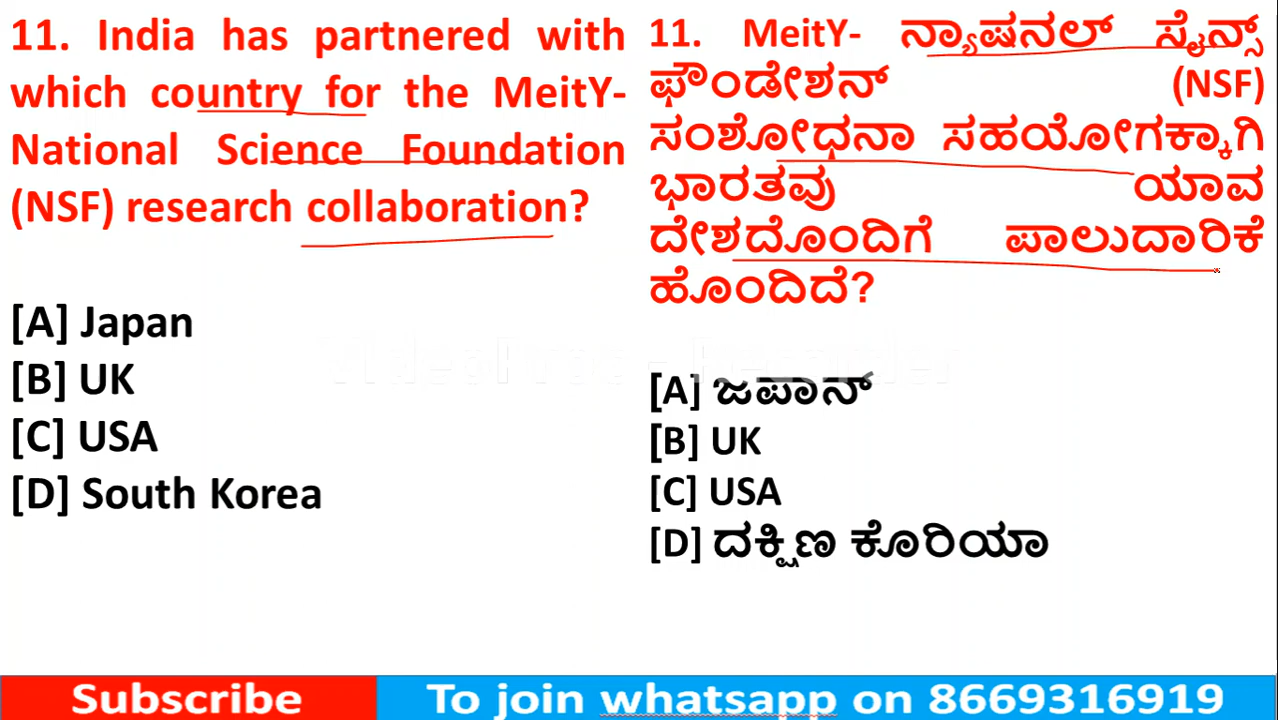 11. India has partnered with
which country for the MeitY-
National Science Foundation
(NSF) research collaboration?
[A] Japan
[B] UK
[C] USA
[D] South Korea
11. MeitY- ನ್ಯಾಷನಲ್ ಸೈನ್ಸ್
ಫೌಂಡೇಶನ್ (NSF)
ಸಂಶೋಧನಾ ಸಹಯೋಗಕ್ಕಾಗಿ
ಭಾರತವು ಯಾವ
ದೇಶದೊಂದಿಗೆ ಪಾಲುದಾರಿಕೆ
ಹೊಂದಿದೆ?
[A] ಜಪಾನ್
[B] UK
[C] USA
[D] ದಕ್ಷಿಣ ಕೊರಿಯಾ
Subscribe
To join whatsapp on 8669316919